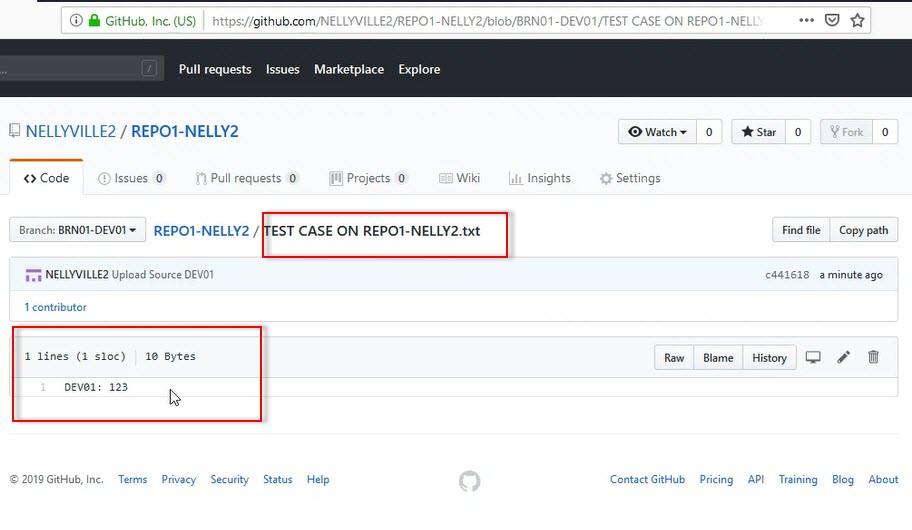 GitHub, Inc. (US) https://github.com/NELLYVILLE2/REPO1-NELLY2/blob/BRN01-DEV01/TEST CASE ON REPO1-NELLY
... / Pull requests Issues Marketplace Explore
NELLYVILLE2 / REPO1-NELLY2 Watch 0 Star 0 Fork 0
Code Issues 0 Pull requests 0 Projects 0 Wiki Insights Settings
Branch: BRN01-DEV01 REPO1-NELLY2 / TEST CASE ON REPO1-NELLY2.txt Find file Copy path
NELLYVILLE2 Upload Source DEV01 c441618 a minute ago
1 contributor
1 lines (1 sloc) 10 Bytes Raw Blame History
1 DEV01: 123
© 2019 GitHub, Inc. Terms Privacy Security Status Help Contact GitHub Pricing API Training Blog About